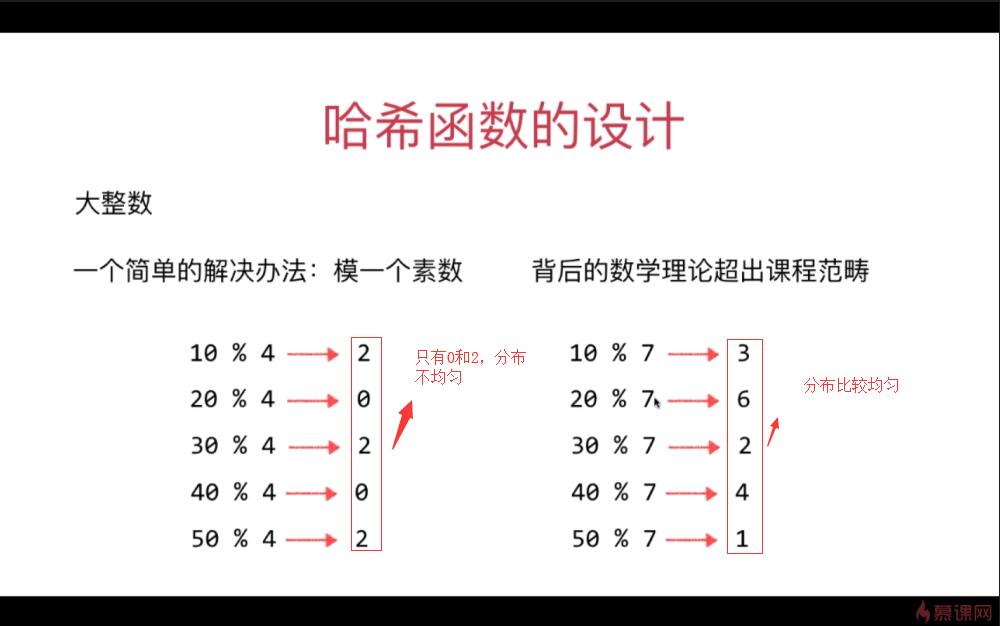 哈希函数的设计
大整数
一个简单的解决办法：模一个素数
背后的数学理论超出课程范畴
10 % 4 2
20 % 4 0
30 % 4 2
40 % 4 0
50 % 4 2
只有0和2，分布
不均匀
10 % 7 3
20 % 7 6
30 % 7 2
40 % 7 4
50 % 7 1
分布比较均匀
慕课网